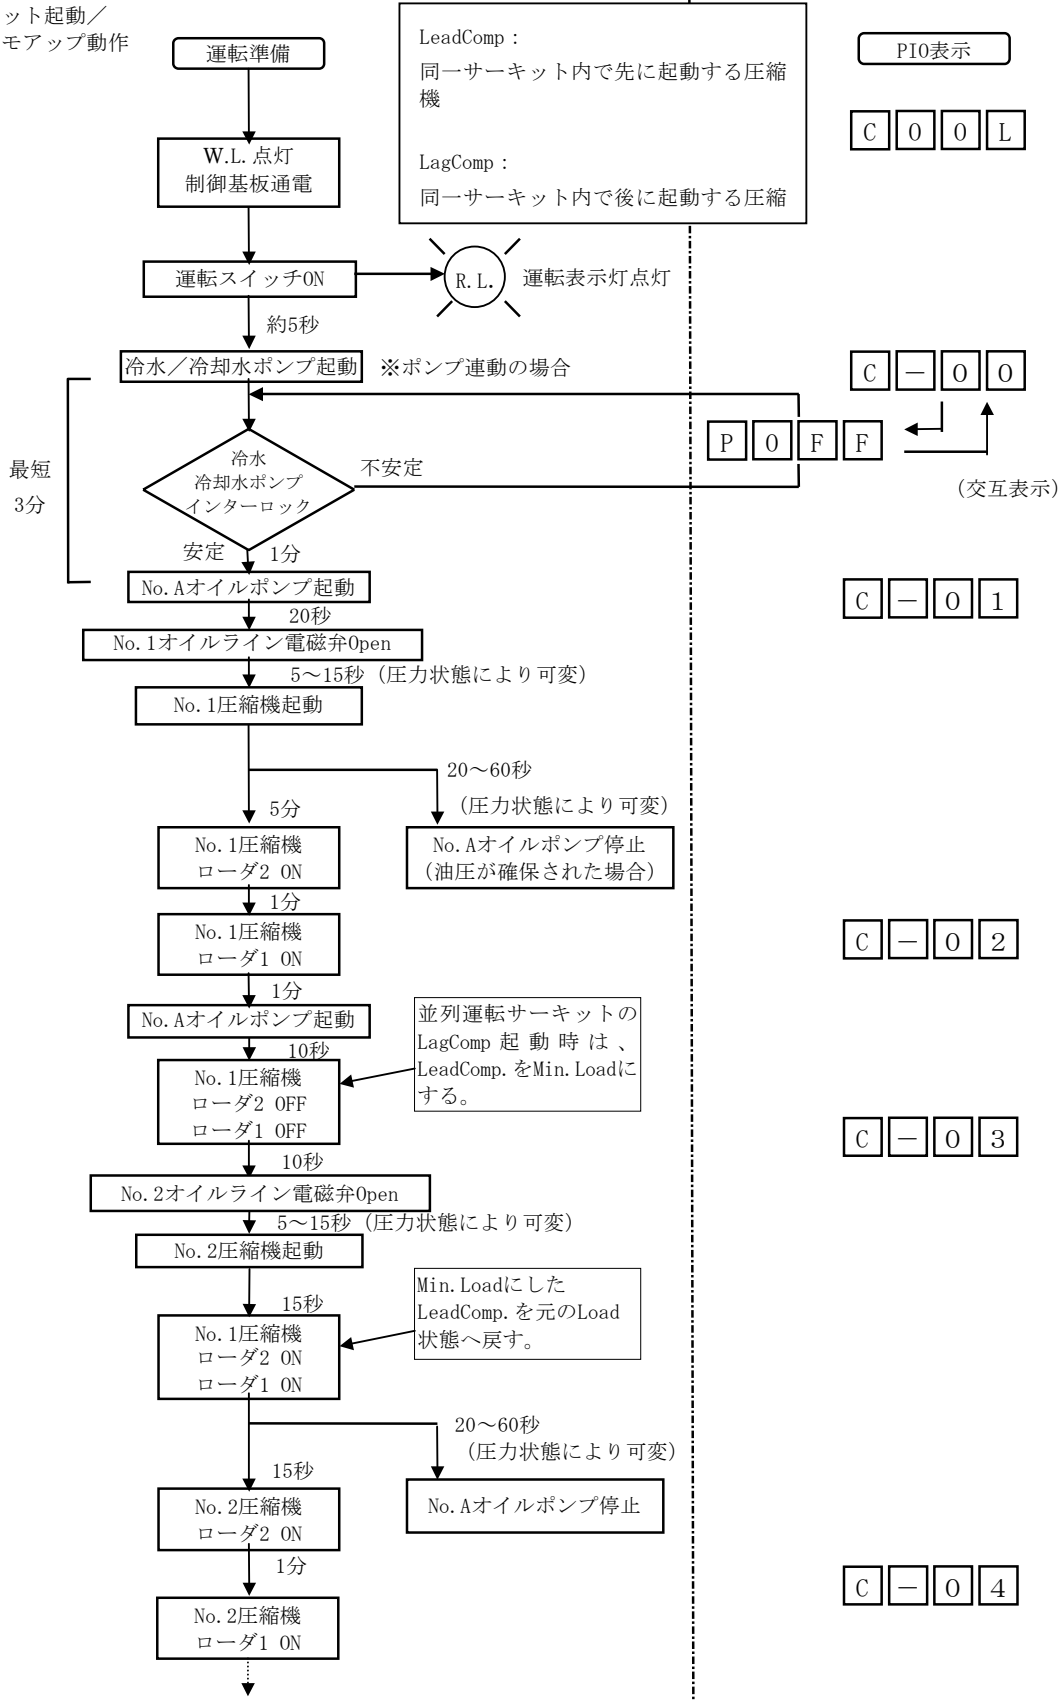 ット起動／
モアップ動作
運転準備
LeadComp：
同一サーキット内で先に起動する圧縮
機
LagComp：
同一サーキット内で後に起動する圧縮
PIO表示
C 0 0 L
W.L.点灯
制御基板通電
運転スイッチON
R.L.
運転表示灯点灯
約5秒
冷水／冷却水ポンプ起動
※ポンプ連動の場合
C － 0 0
P 0 F F
（交互表示）
最短
3分
冷水
冷却水ポンプ
インターロック
不安定
安定
1分
No.Aオイルポンプ起動
C － 0 1
20秒
No.1オイルライン電磁弁Open
5～15秒（圧力状態により可変）
No.1圧縮機起動
20～60秒
（圧力状態により可変）
5分
No.1圧縮機
ローダ2 ON
No.Aオイルポンプ停止
（油圧が確保された場合）
1分
No.1圧縮機
ローダ1 ON
C － 0 2
1分
No.Aオイルポンプ起動
10秒
並列運転サーキットの
LagComp起動時は、
LeadComp.をMin.Loadに
する。
No.1圧縮機
ローダ2 OFF
ローダ1 OFF
C － 0 3
10秒
No.2オイルライン電磁弁Open
5～15秒（圧力状態により可変）
No.2圧縮機起動
15秒
Min.Loadにした
LeadComp.を元のLoad
状態へ戻す。
No.1圧縮機
ローダ2 ON
ローダ1 ON
20～60秒
（圧力状態により可変）
15秒
No.2圧縮機
ローダ2 ON
No.Aオイルポンプ停止
1分
C － 0 4
No.2圧縮機
ローダ1 ON